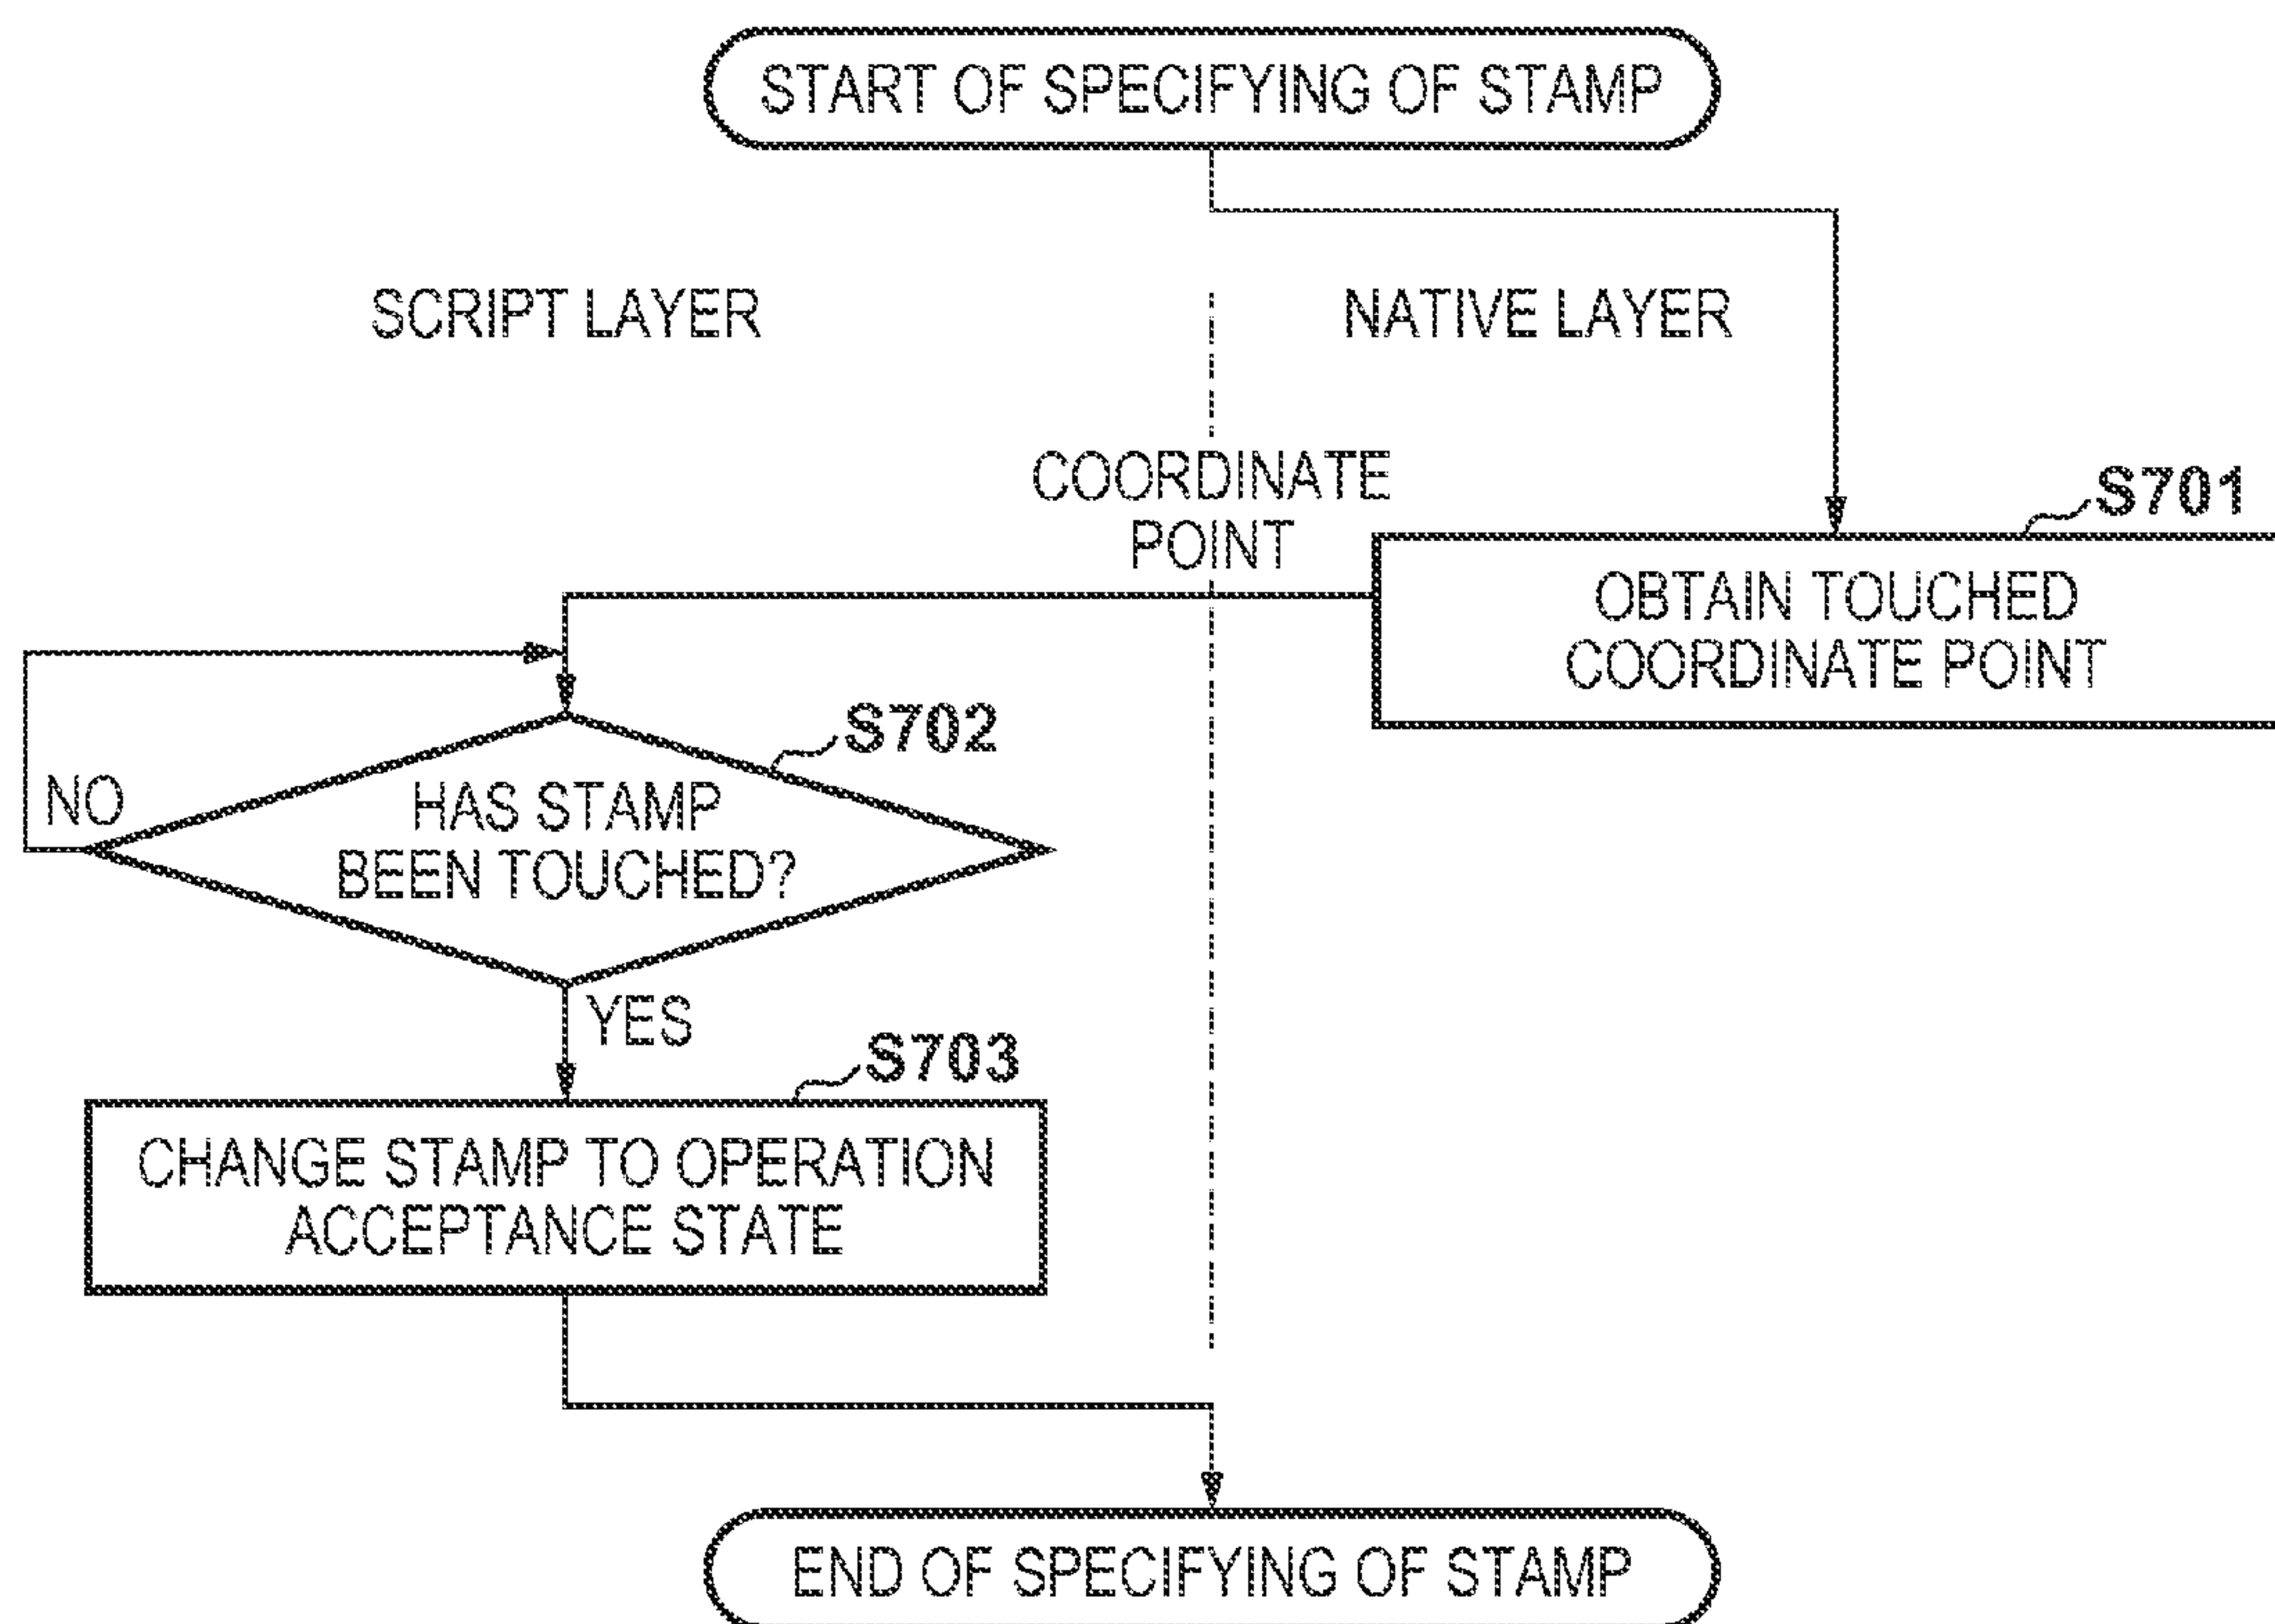 START OF SPECIFYING OF STAMP
SCRIPT LAYER
NATIVE LAYER
COORDINATE
POINT
S701
OBTAIN TOUCHED
COORDINATE POINT
S702
NO
HAS STAMP
BEEN TOUCHED?
YES
S703
CHANGE STAMP TO OPERATION
ACCEPTANCE STATE
END OF SPECIFYING OF STAMP